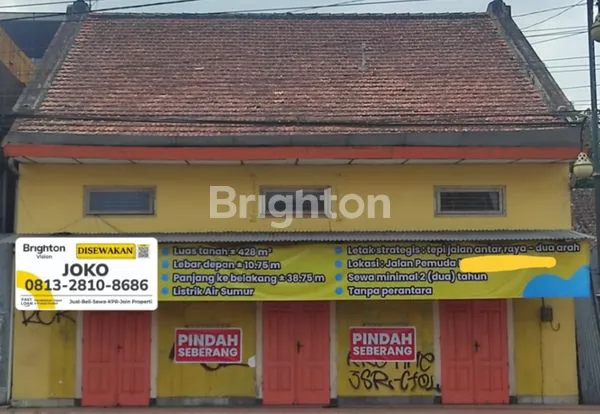 Brighton
Brighton
Vision
DISEWAKAN
JOKO
0813-2810-8686
Jual-Beli-Sewa-KPR-Join Property
Luas tanah ± 428 m²
Lebar depan ± 10.75 m
Panjang ke belakang ± 38.75 m
Listrik Air Sumur
Letak strategis : tepi jalan antar raya - dua arah
Lokasi : Jalan Pemuda
Sewa minimal 2 (dua) tahun
Tanpa perantara
PINDAH
SEBERANG
PINDAH
SEBERANG